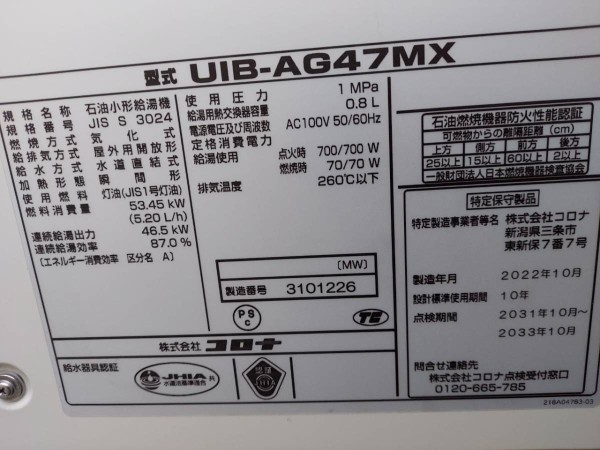 型式 UIB-AG47MX
規格名称 石油小形給湯機
規格番号 JIS S 3024
燃焼方式 気化式
給排気方式 屋外用開放形
給水方式 水道直結式
加熱形態 瞬間形
使用燃料 灯油(JIS1号灯油)
燃料消費量 53.45kW
(5.20 L/h)
連続給湯出力 46.5kW
連続給湯効率 87.0%
[エネルギー消費効率 区分名 A]
使用圧力 1 MPa
給湯用熱交換器容量 0.8 L
電源電圧及び周波数 AC100V 50/60Hz
定格消費電力
給湯使用 点火時 700/700 W
燃焼時 70/70 W
排気温度 260℃以下
[MW]
製造番号 3101226
PS
C
株式会社 コロナ
給水器具認証
JHIA
石油燃焼機器防火性能認証
可燃物からの離隔距離(cm)
上方 側方 前方 後方
25以上 15以上 60以上 2以上
一般財団法人日本燃焼機器検査協会
特定保守製品
特定製造事業者等名 株式会社コロナ
新潟県三条市
東新保7番7号
製造年月 2022年10月
設計標準使用期間 10年
点検期間 2031年10月~
2033年10月
問合せ連絡先
株式会社コロナ点検受付窓口
0120-665-785
218A04783-03